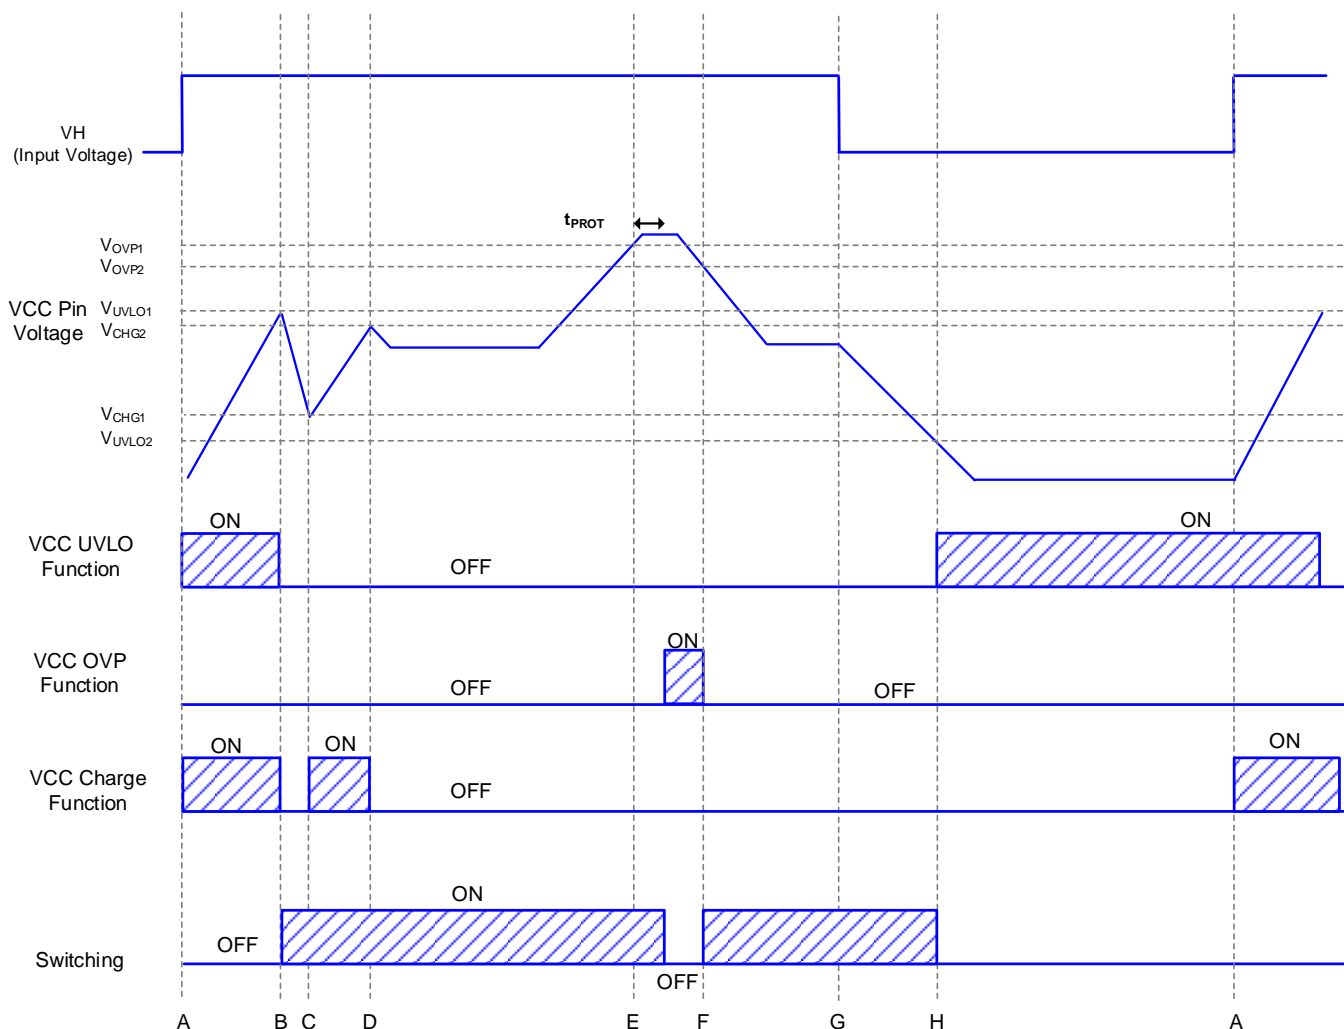 VH
(Input Voltage)
tPROT
VOVP1
VOVP2
VCC Pin
Voltage
VUVLO1
VCHG2
VCHG1
VUVLO2
ON
ON
VCC UVLO
Function
OFF
ON
VCC OVP
Function
OFF
OFF
ON
ON
ON
VCC Charge
Function
OFF
ON
OFF
Switching
OFF
A B C D E F G H A